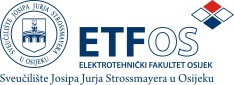 SVEUČILIŠTE JOSIPA JURJA STROSSMAYERA
U OSIJEKU
ETFOS
ELEKTROTEHNIČKI FAKULTET OSIJEK
Sveučilište Josipa Jurja Strossmayera u Osijeku